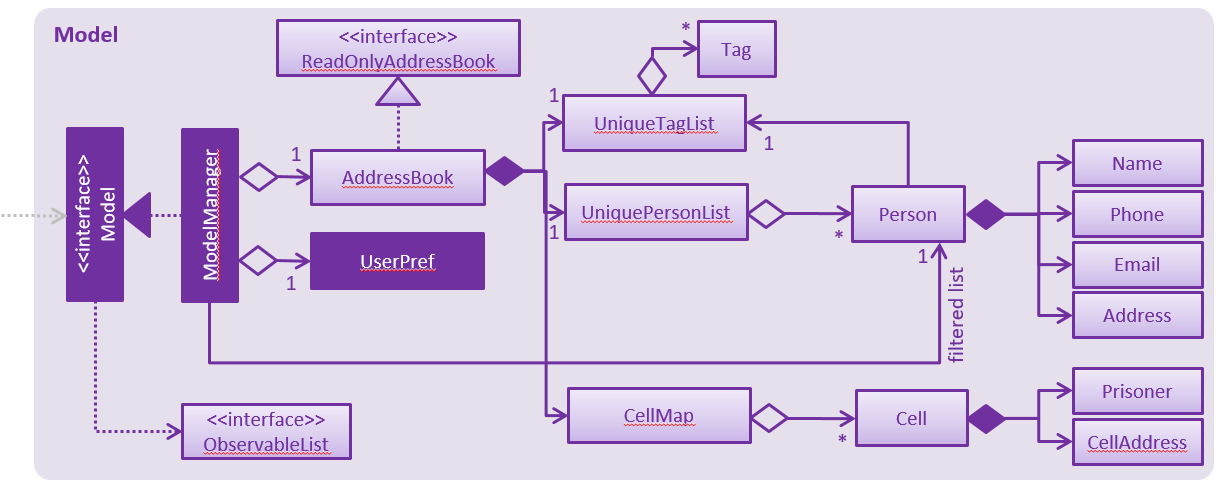 Model
<<interface>>
ReadOnlyAddressBook
*
Tag
1
UniqueTagList
1
<<interface>>
Model
ModelManager
1
AddressBook
UniquePersonList
1
*
Person
1
Name
Phone
Email
Address
UserPref
1
filtered list
<<interface>>
ObservableList
CellMap
*
Cell
Prisoner
CellAddress